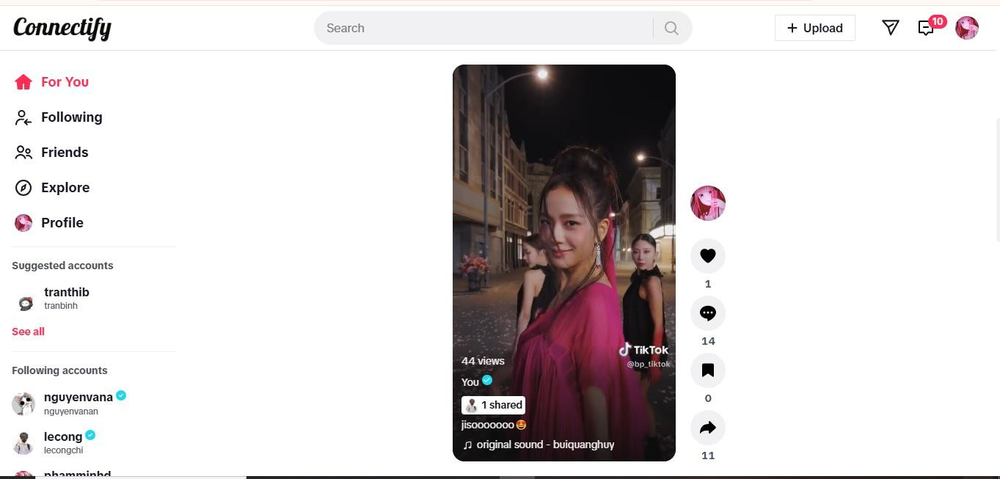 Connectify
Search
+ Upload
10
For You
Following
Friends
Explore
Profile
Suggested accounts
tranthib
tranbinh
See all
Following accounts
nguyenvana
nguyenvanan
lecong
lecongchi
phamminhd
TikTok
@bp_tiktok
44 views
You
1 shared
jisooooooo🤩
original sound - buiquanghuy
1
14
0
11